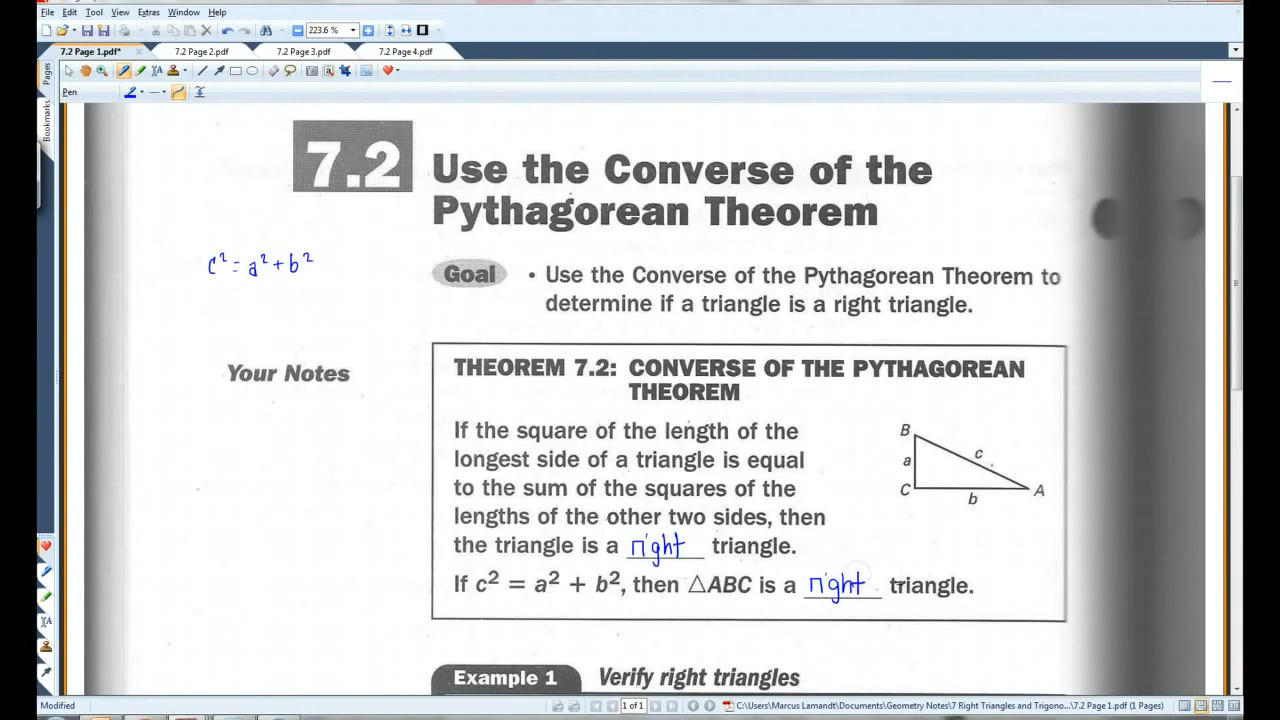 File Edit Tool View Extras Window Help
223.6 %
7.2 Page 1.pdf* 7.2 Page 2.pdf 7.2 Page 3.pdf 7.2 Page 4.pdf
Pages
Bookmarks
Pen
7.2 Use the Converse of the
Pythagorean Theorem
c² = a² + b²
Goal • Use the Converse of the Pythagorean Theorem to
determine if a triangle is a right triangle.
Your Notes
THEOREM 7.2: CONVERSE OF THE PYTHAGOREAN
THEOREM
If the square of the length of the
longest side of a triangle is equal
to the sum of the squares of the
lengths of the other two sides, then
the triangle is a right triangle.
B
a
c
C
b
A
If c² = a² + b², then △ABC is a right triangle.
Example 1 Verify right triangles
Modified
1 of 1
C:\Users\Marcus Lamandt\Documents\Geometry Notes\7 Right Triangles and Trigono...\7.2 Page 1.pdf (1 Pages)